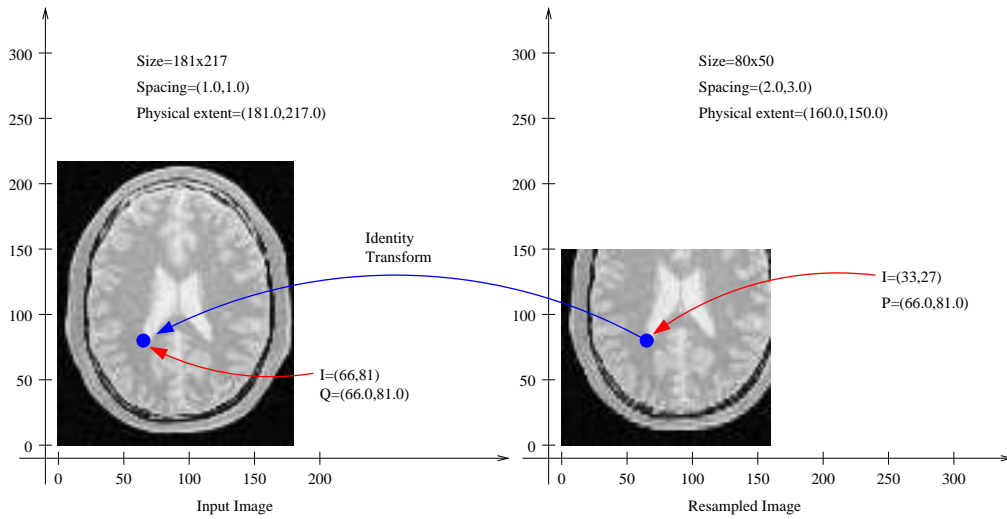 300
250
200
150
100
50
0
Size=181x217
Spacing=(1.0,1.0)
Physical extent=(181.0,217.0)
I=(66,81)
Q=(66.0,81.0)
0 50 100 150 200
Input Image
Identity
Transform
300
250
200
150
100
50
0
Size=80x50
Spacing=(2.0,3.0)
Physical extent=(160.0,150.0)
I=(33,27)
P=(66.0,81.0)
0 50 100 150 200 250 300
Resampled Image